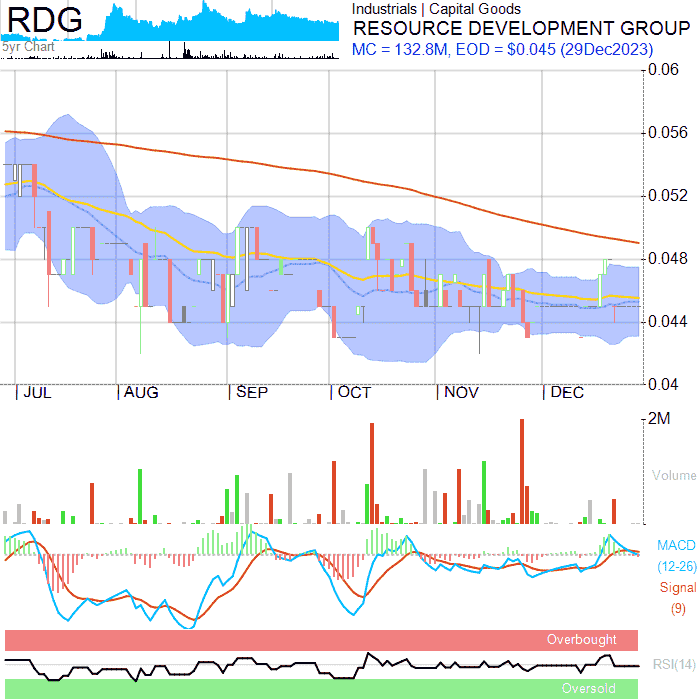 RDG
5yr Chart
Industrials | Capital Goods
RESOURCE DEVELOPMENT GROUP
MC = 132.8M, EOD = $0.045 (29Dec2023)
0.06
0.056
0.052
0.048
0.044
0.04
JUL AUG SEP OCT NOV DEC
2M
Volume
MACD
(12-26)
Signal
(9)
Overbought
RSI(14)
Oversold